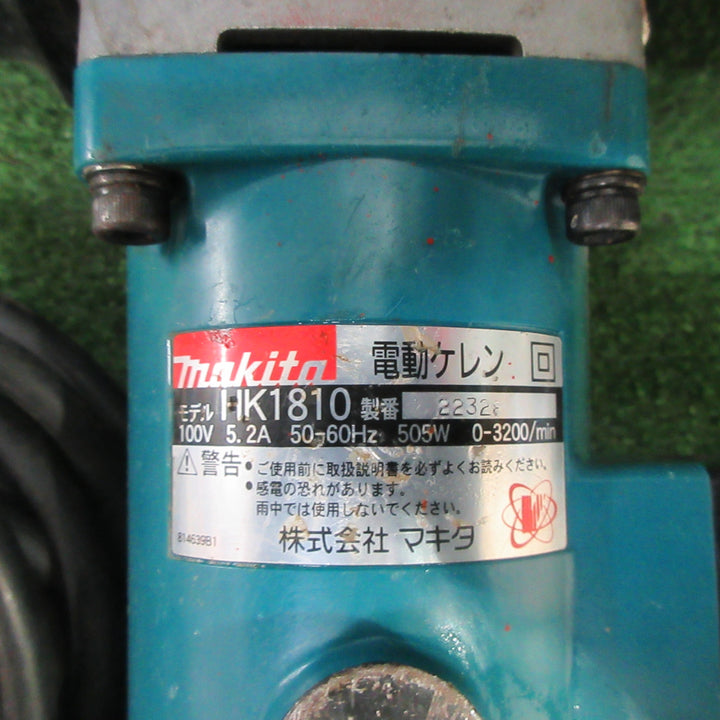 makita 電動ケレン
モデル HK1810 製番 2232
100V 5.2A 50-60Hz 505W 0-3200/min
⚠警告 • ご使用前に取扱説明書を必ずよくお読みください。
• 感電の恐れがあります。
雨中では使用しないでください。
814639B1 株式会社 マキタ